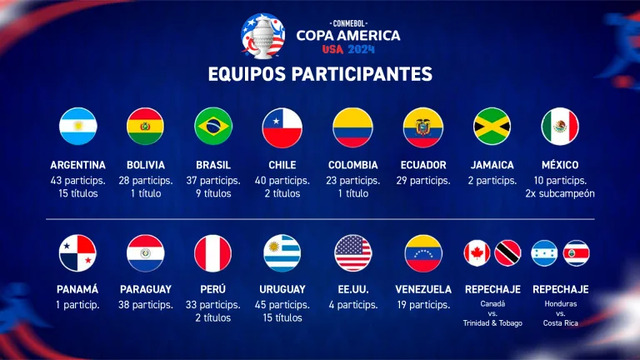 CONMEBOL
COPA AMERICA
USA 2024
EQUIPOS PARTICIPANTES
ARGENTINA
43 particips.
15 títulos
BOLIVIA
28 particips.
1 título
BRASIL
37 particips.
9 títulos
CHILE
40 particips.
2 títulos
COLOMBIA
23 particips.
1 título
ECUADOR
29 particips.
JAMAICA
2 particips.
MÉXICO
10 particips.
2x subcampeón
PANAMÁ
1 particip.
PARAGUAY
38 particips.
PERÚ
33 particips.
2 títulos
URUGUAY
45 particips.
15 títulos
EE.UU.
4 particips.
VENEZUELA
19 particips.
REPECHAJE
Canadá
vs.
Trinidad & Tobago
REPECHAJE
Honduras
vs.
Costa Rica